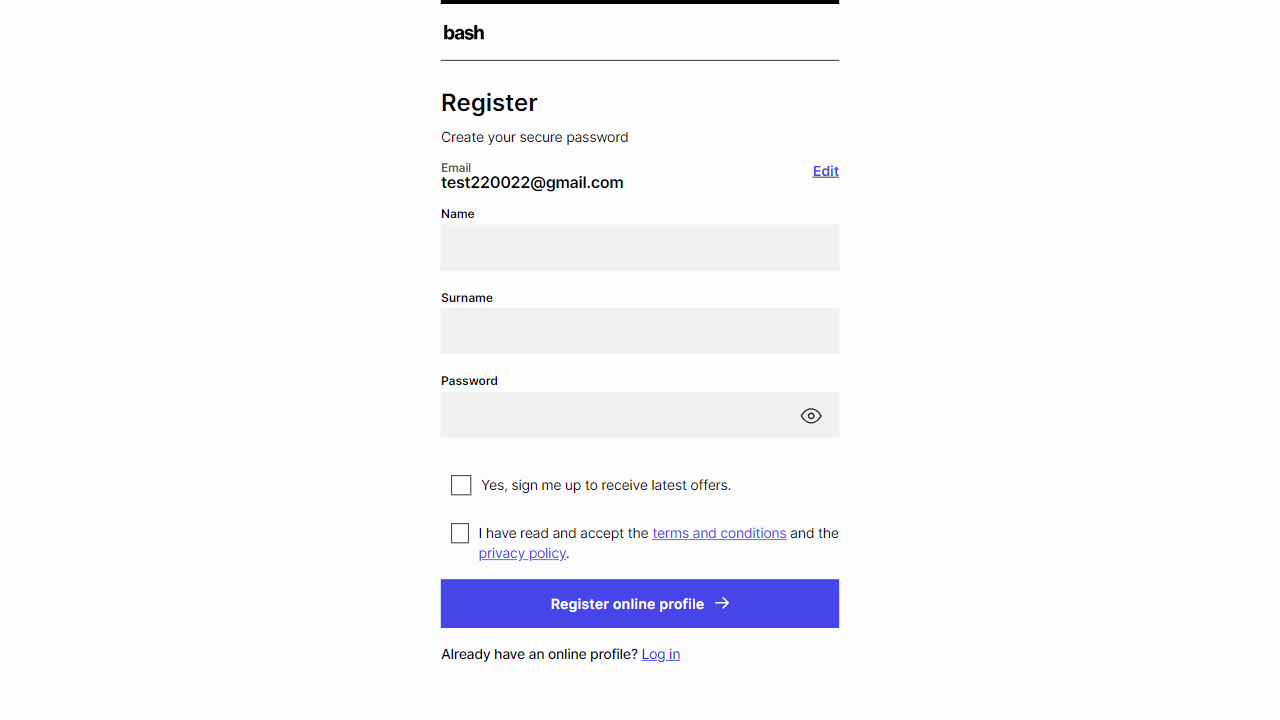 bash
Register
Create your secure password
Email
Edit
test220022@gmail.com
Name
Surname
Password
Yes, sign me up to receive latest offers.
I have read and accept the terms and conditions and the
privacy policy.
Register online profile →
Already have an online profile? Log in